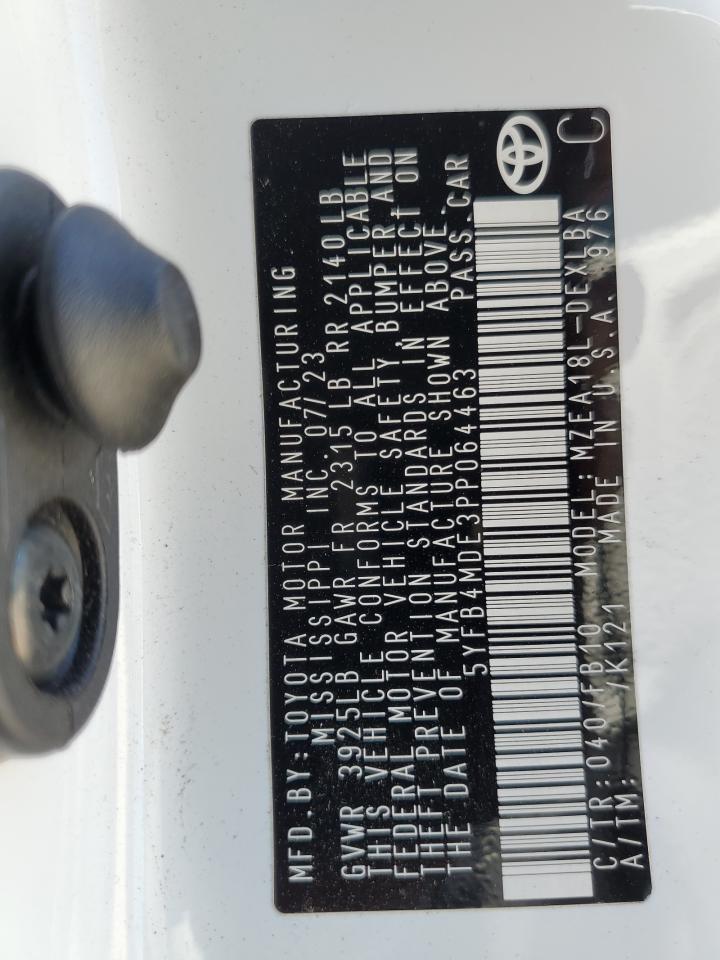 MFD.BY:TOYOTA MOTOR MANUFACTURING
MISSISSIPPI INC. 07/23
GVWR 3925LB GAWR FR 2315 LB RR 2140LB
THIS VEHICLE CONFORMS TO ALL APPLICABLE
FEDERAL MOTOR VEHICLE SAFETY, BUMPER AND
THEFT PREVENTION STANDARDS IN EFFECT ON
THE DATE OF MANUFACTURE SHOWN ABOVE.
5YFB4MDE3PP064463 PASS.CAR
C/TR: 040/FB10 MODEL: MZEA18L-DEXLBA
A/TM: /K121 MADE IN U.S.A. 976
C